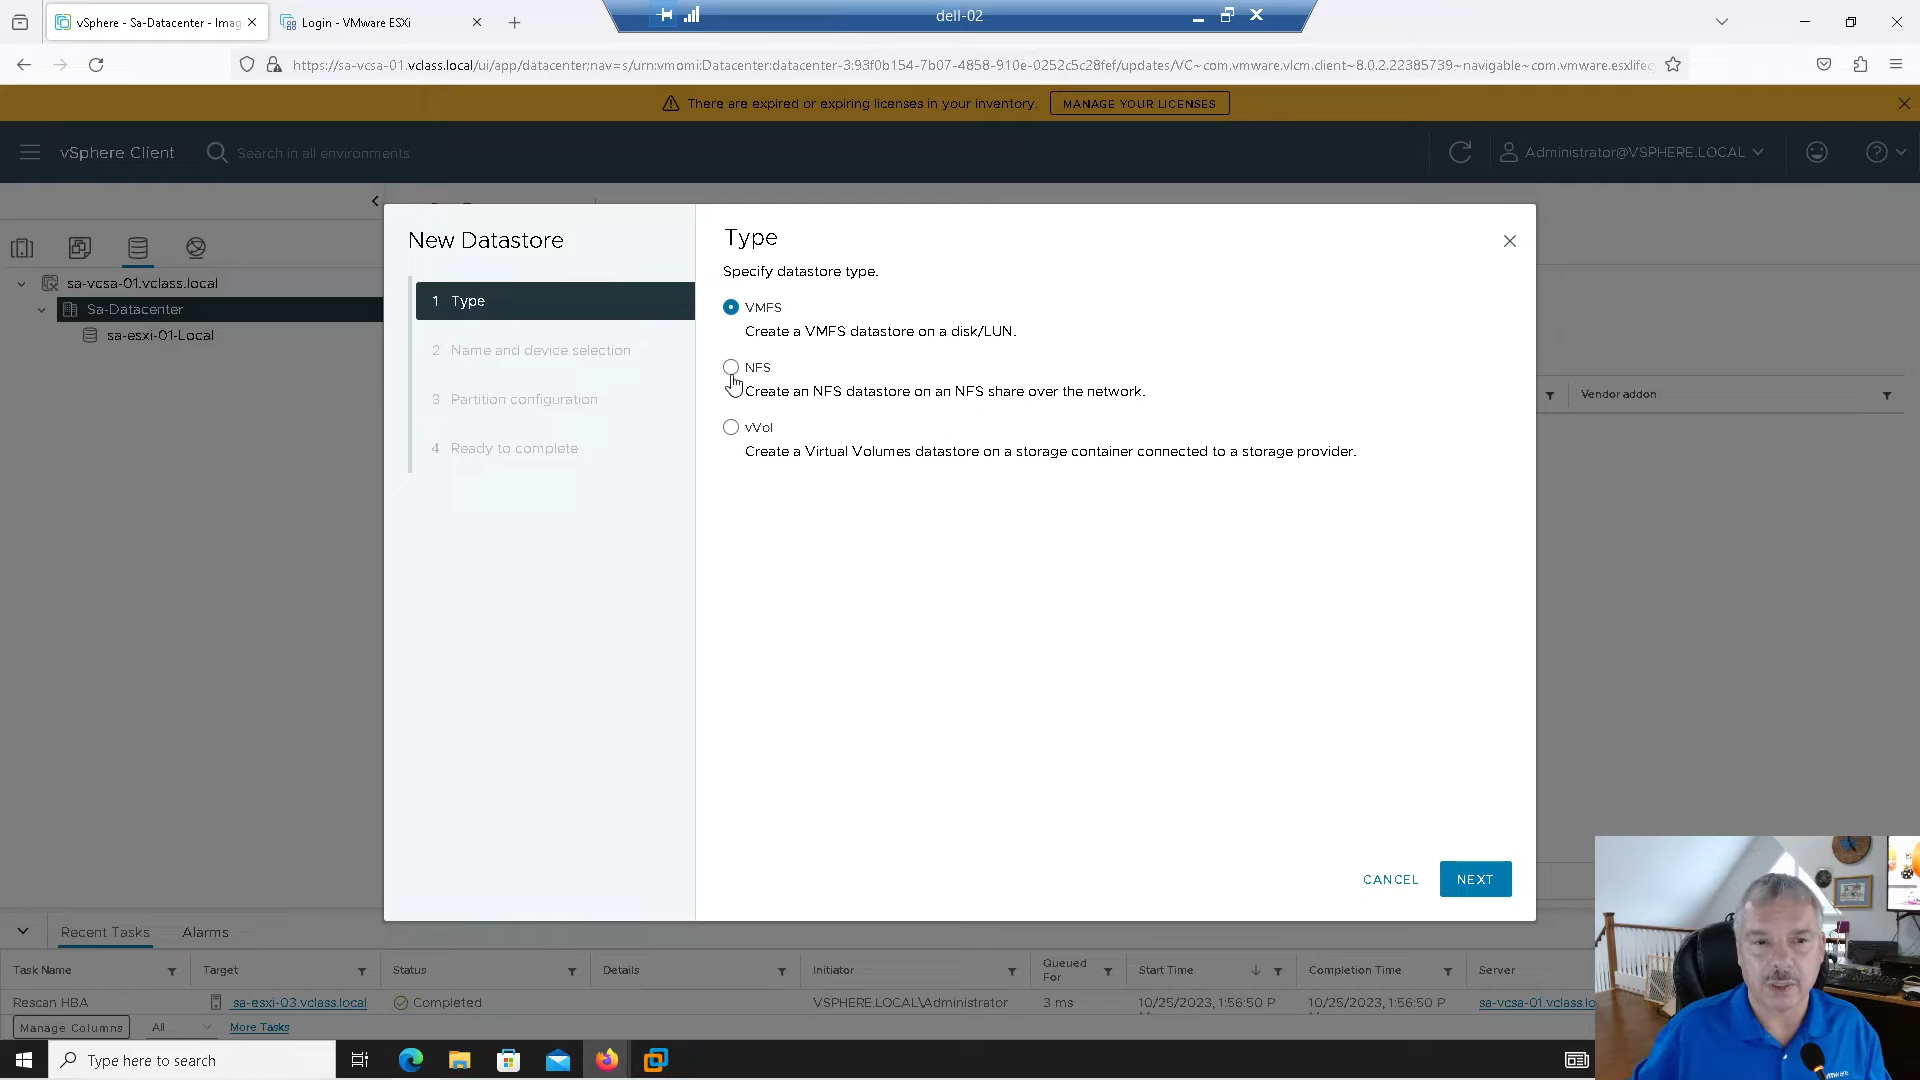 vSphere - Sa-Datacenter - Imag
Login - VMware ESXi
dell-02
https://sa-vcsa-01.vclass.local/ui/app/datacenter;nav=s/urn:vmomi:Datacenter:datacenter-3:93f0b154-7b07-4858-910e-0252c5c28fef/updates/VC~com.vmware.vlcm.client~8.0.2.22385739~navigable~com.vmware.esxlifec
There are expired or expiring licenses in your inventory.
MANAGE YOUR LICENSES
vSphere Client
Search in all environments
Administrator@VSPHERE.LOCAL
sa-vcsa-01.vclass.local
Sa-Datacenter
sa-esxi-01-Local
New Datastore
1 Type
2 Name and device selection
3 Partition configuration
4 Ready to complete
Type
Specify datastore type.
VMFS
Create a VMFS datastore on a disk/LUN.
NFS
Create an NFS datastore on an NFS share over the network.
vVol
Create a Virtual Volumes datastore on a storage container connected to a storage provider.
Vendor addon
CANCEL
NEXT
Recent Tasks
Alarms
Task Name
Target
Status
Details
Initiator
Queued For
Start Time
Completion Time
Server
Rescan HBA
sa-esxi-03.vclass.local
Completed
VSPHERE.LOCAL\Administrator
3 ms
10/25/2023, 1:56:50 P
10/25/2023, 1:56:50 P
sa-vcsa-01.vclass.lo
Manage Columns
All
More Tasks
Type here to search